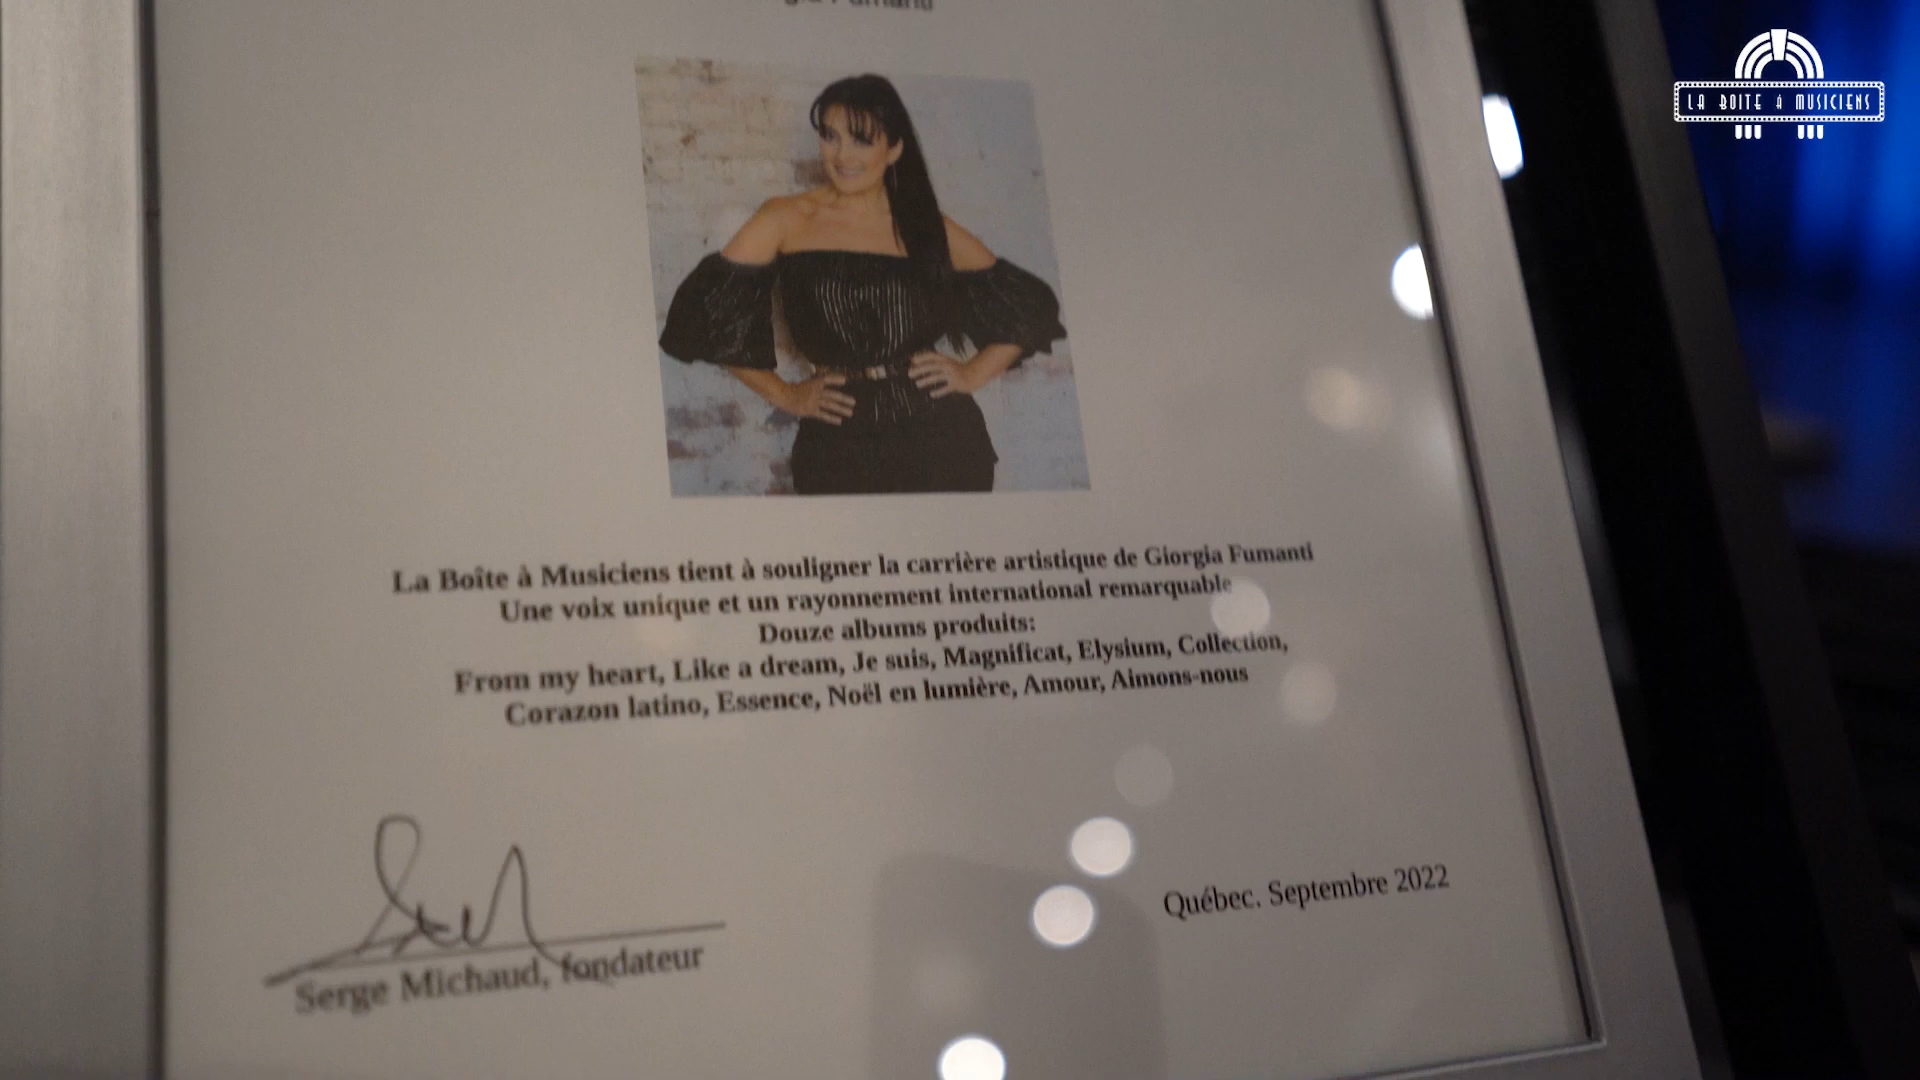 Fumanti
LA BOITE À MUSICIENS
La Boîte à Musiciens tient à souligner la carrière artistique de Giorgia Fumanti
Une voix unique et un rayonnement international remarquable
Douze albums produits:
From my heart, Like a dream, Je suis, Magnificat, Elysium, Collection,
Corazon latino, Essence, Noël en lumière, Amour, Aimons-nous
Québec. Septembre 2022
Serge Michaud, fondateur